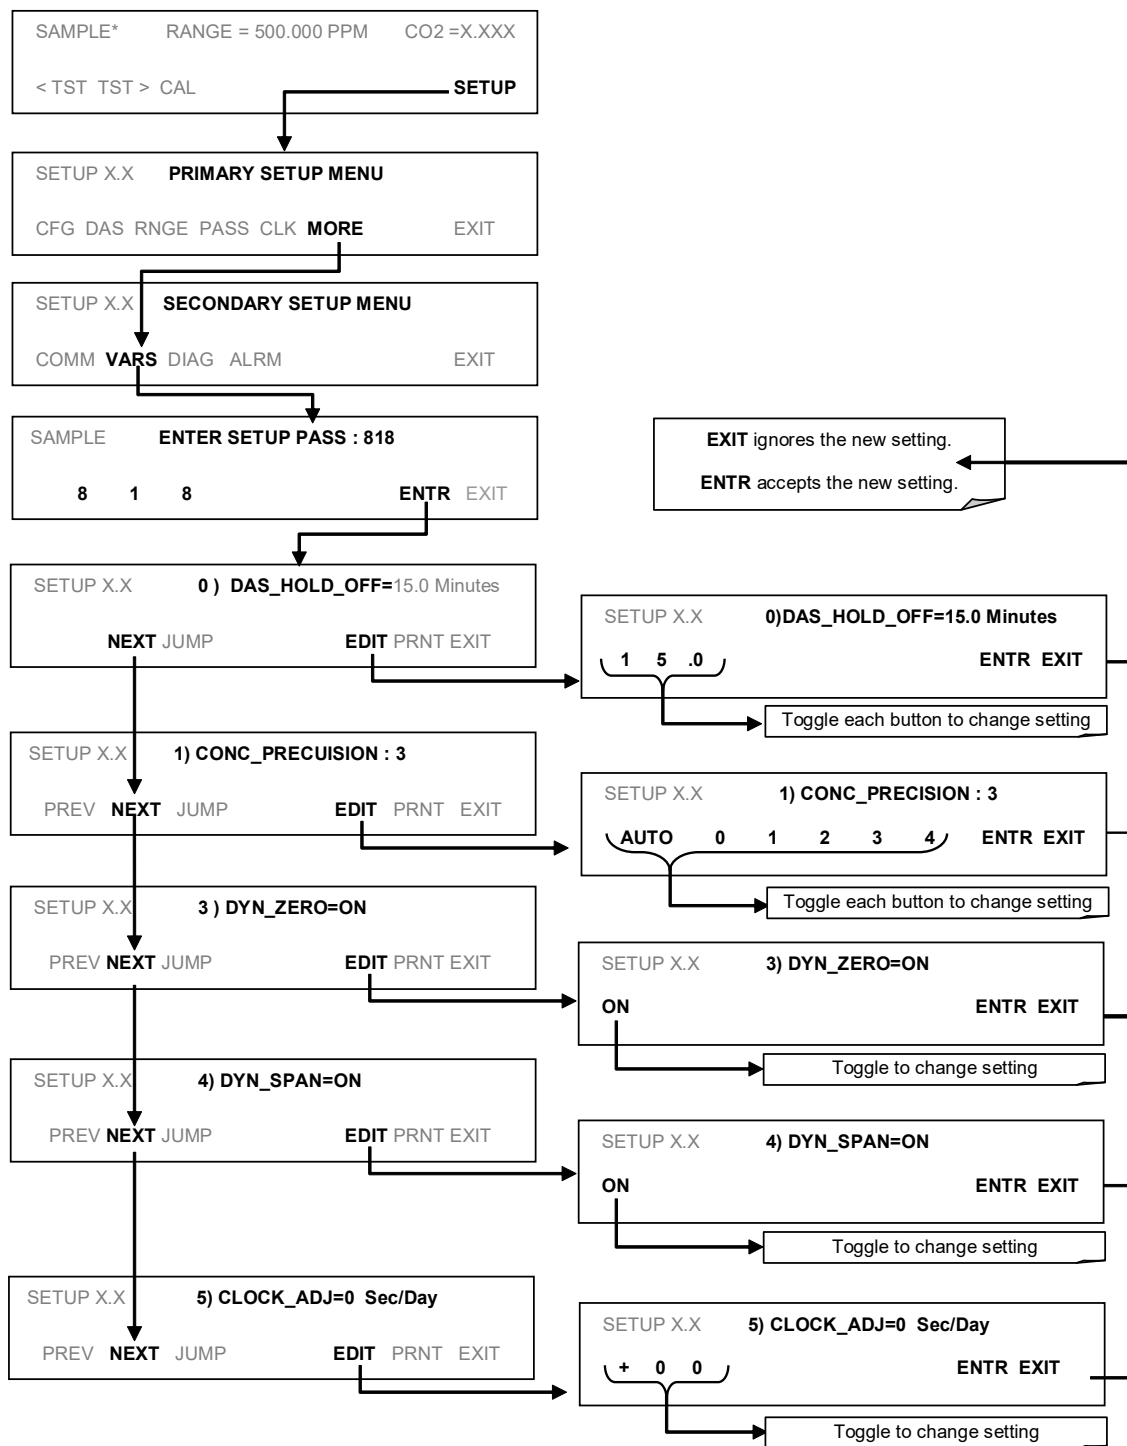 SAMPLE* RANGE = 500.000 PPM CO2 =X.XXX
< TST TST > CAL SETUP
SETUP X.X PRIMARY SETUP MENU
CFG DAS RNGE PASS CLK MORE EXIT
SETUP X.X SECONDARY SETUP MENU
COMM VARS DIAG ALRM EXIT
SAMPLE ENTER SETUP PASS : 818
8 1 8 ENTR EXIT
EXIT ignores the new setting.
ENTR accepts the new setting.
SETUP X.X 0 ) DAS_HOLD_OFF=15.0 Minutes
NEXT JUMP EDIT PRNT EXIT
SETUP X.X 0)DAS_HOLD_OFF=15.0 Minutes
1 5 .0 ENTR EXIT
Toggle each button to change setting
SETUP X.X 1) CONC_PRECUISION : 3
PREV NEXT JUMP EDIT PRNT EXIT
SETUP X.X 1) CONC_PRECISION : 3
AUTO 0 1 2 3 4 ENTR EXIT
Toggle each button to change setting
SETUP X.X 3 ) DYN_ZERO=ON
PREV NEXT JUMP EDIT PRNT EXIT
SETUP X.X 3) DYN_ZERO=ON
ON ENTR EXIT
Toggle to change setting
SETUP X.X 4) DYN_SPAN=ON
PREV NEXT JUMP EDIT PRNT EXIT
SETUP X.X 4) DYN_SPAN=ON
ON ENTR EXIT
Toggle to change setting
SETUP X.X 5) CLOCK_ADJ=0 Sec/Day
PREV NEXT JUMP EDIT PRNT EXIT
SETUP X.X 5) CLOCK_ADJ=0 Sec/Day
+ 0 0 ENTR EXIT
Toggle to change setting